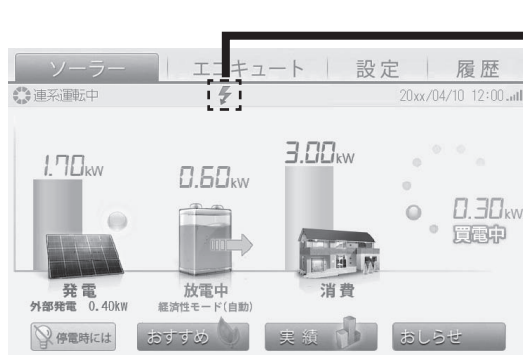 ソーラー エコキュート 設定 履歴
連系運転中 20xx/04/10 12:00
1.70kW
0.60kW
3.00kW
0.30kW
買電中
発電
外部発電 0.40kW
放電中
経済性モード(自動)
消費
停電時には おすすめ 実績 おしらせ